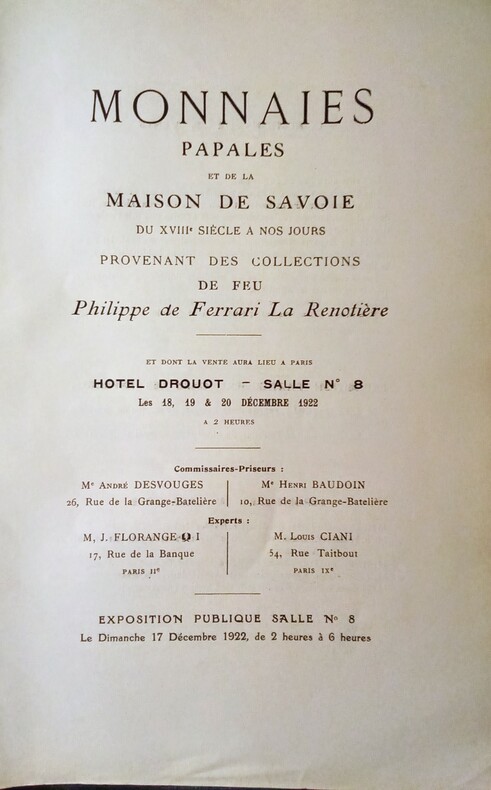 MONNAIES
PAPALES
ET DE LA
MAISON DE SAVOIE
DU XVIIIe SIÈCLE A NOS JOURS
PROVENANT DES COLLECTIONS
DE FEU
Philippe de Ferrari La Renotière
ET DONT LA VENTE AURA LIEU A PARIS
HOTEL DROUOT — SALLE N° 8
Les 18, 19 & 20 DÉCEMBRE 1922
A 2 HEURES
Commissaires-Priseurs :
Me ANDRÉ DESVOUGES
26, Rue de la Grange-Batelière
Me HENRI BAUDOIN
10, Rue de la Grange-Batelière
Experts :
M, J. FLORANGE
17, Rue de la Banque
PARIS IIe
M. LOUIS CIANI
54, Rue Taitbout
PARIS IXe
EXPOSITION PUBLIQUE SALLE No 8
Le Dimanche 17 Décembre 1922, de 2 heures à 6 heures